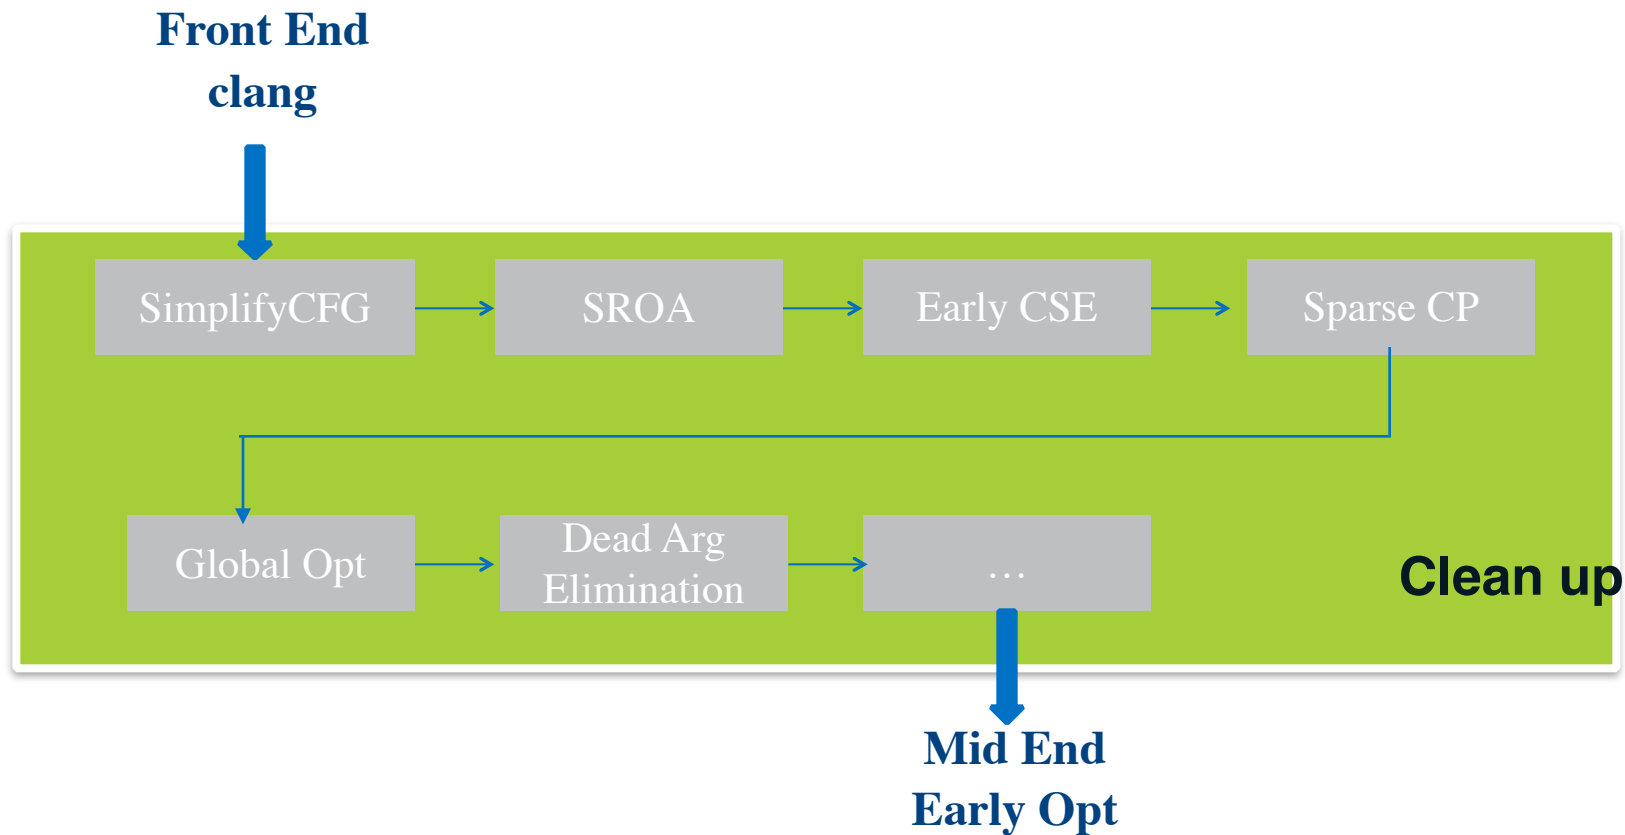 Front End
clang
SimplifyCFG
SROA
Early CSE
Sparse CP
Global Opt
Dead Arg
Elimination
...
Clean up
Mid End
Early Opt